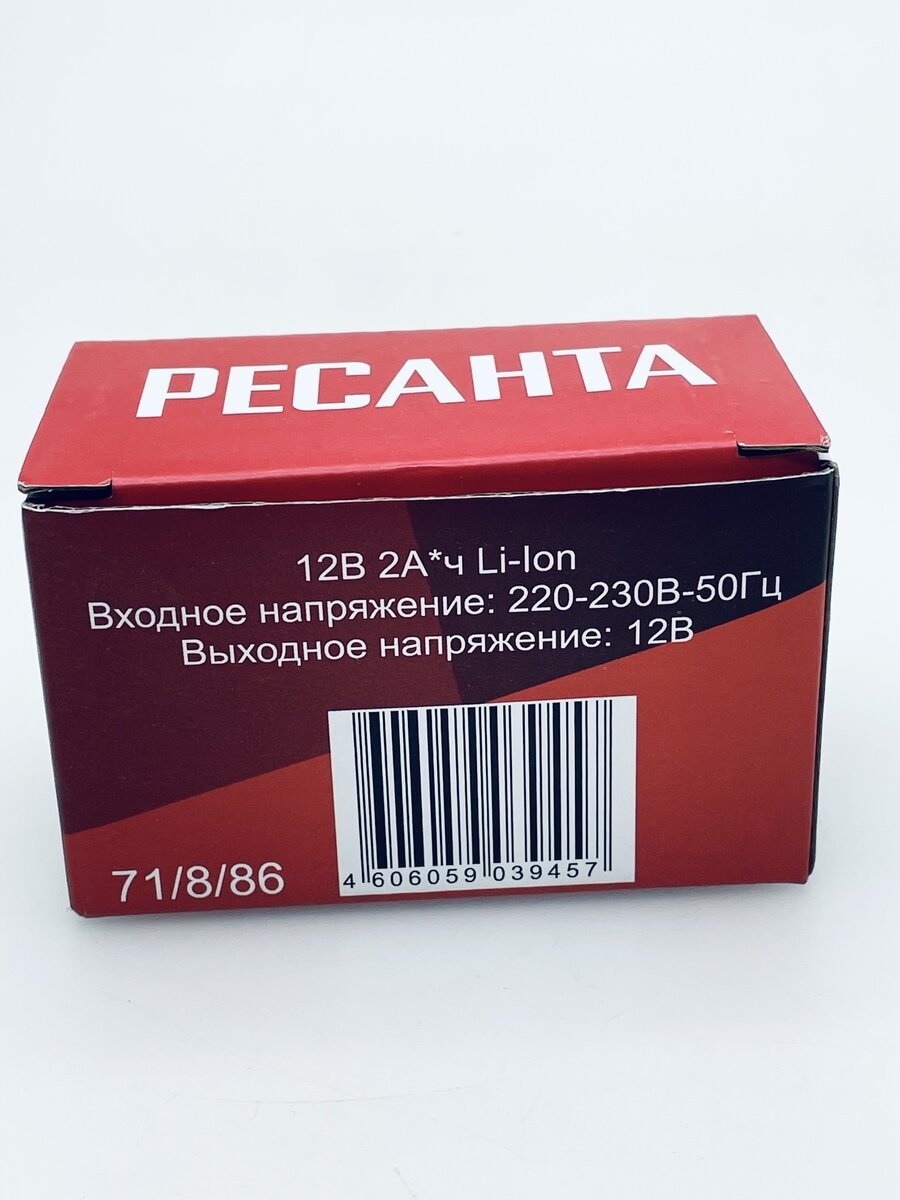 РЕСАНТА
12В 2А*ч Li-Ion
Входное напряжение: 220-230В-50Гц
Выходное напряжение: 12В
71/8/86
4 606059 039457